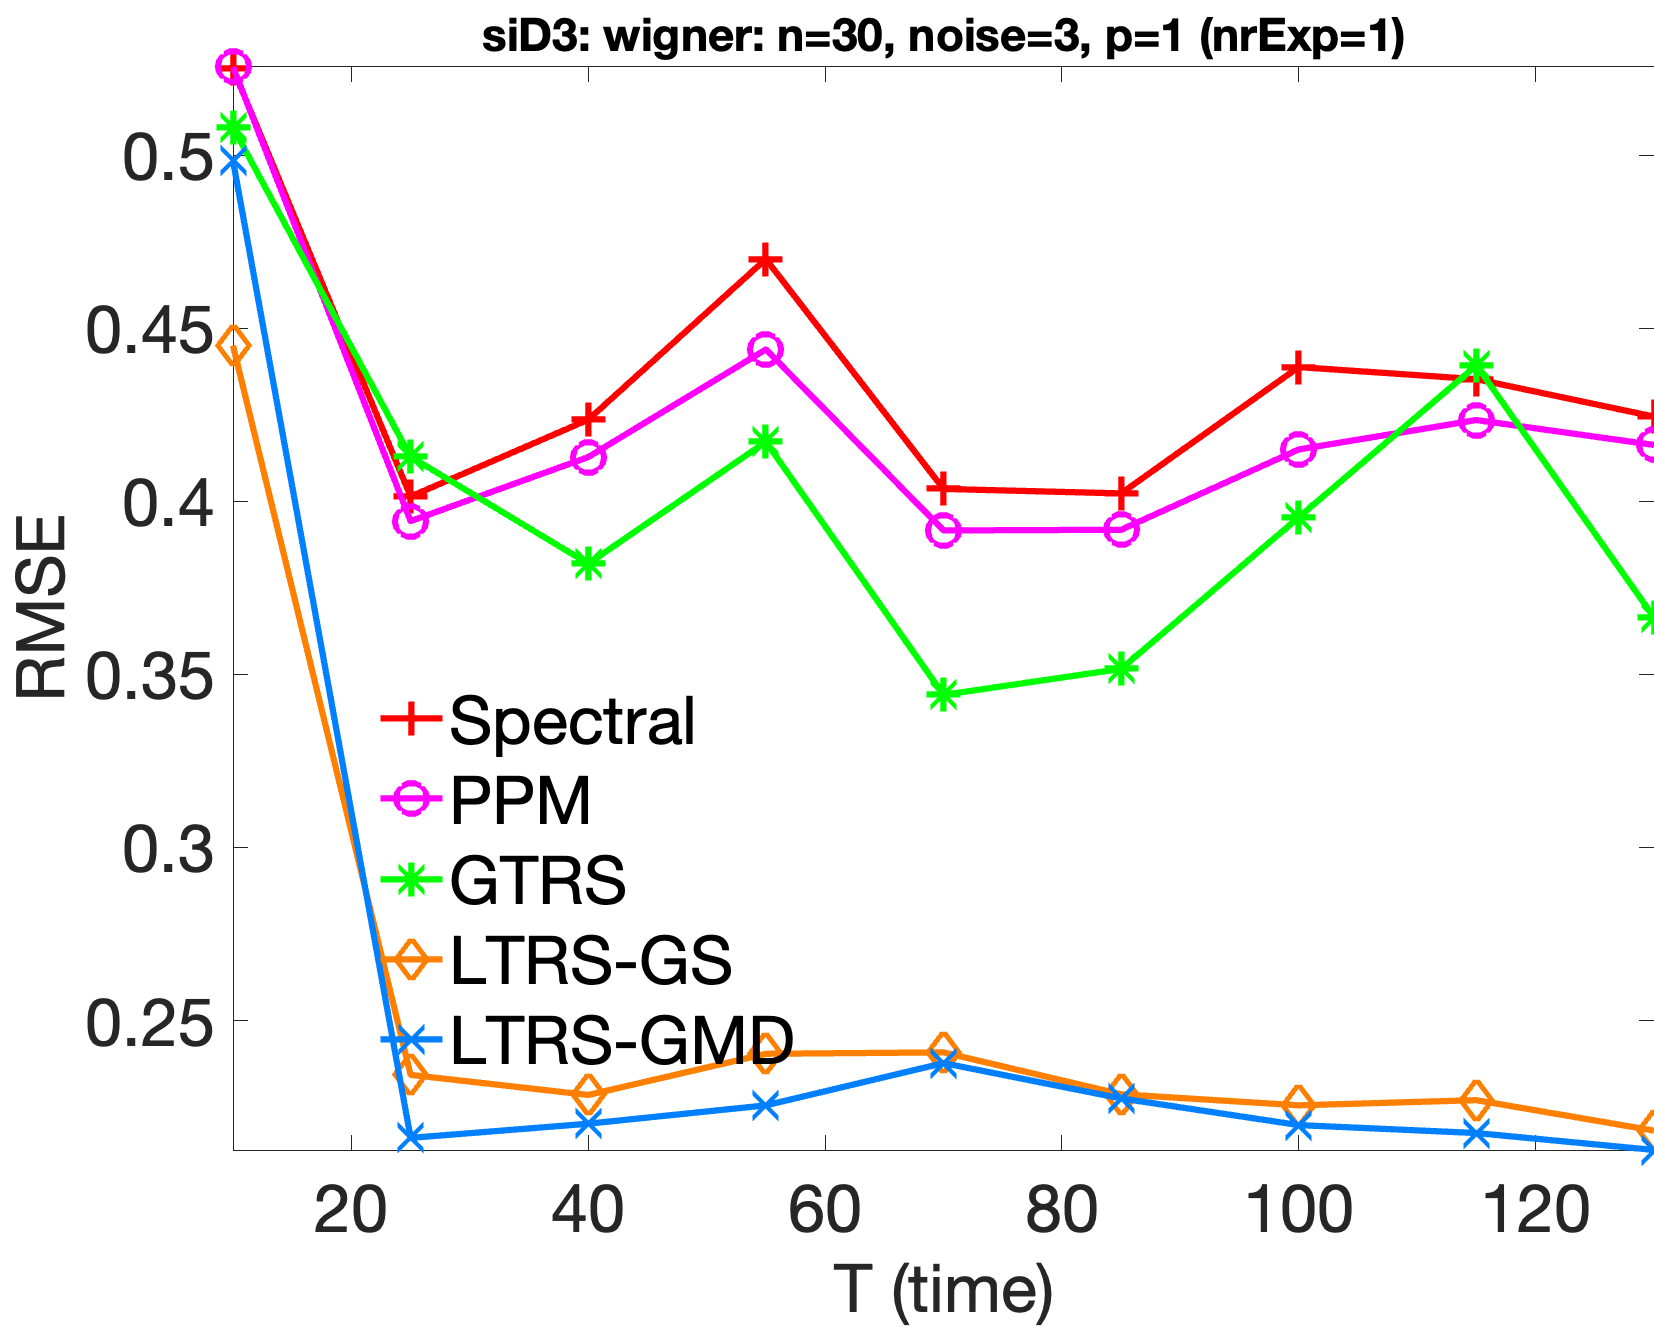 siD3: wigner: n=30, noise=3, p=1 (nrExp=1)
0.5
0.45
0.4
0.35
0.3
0.25
RMSE
Spectral
PPM
GTRS
LTRS-GS
LTRS-GMD
20 40 60 80 100 120
T (time)